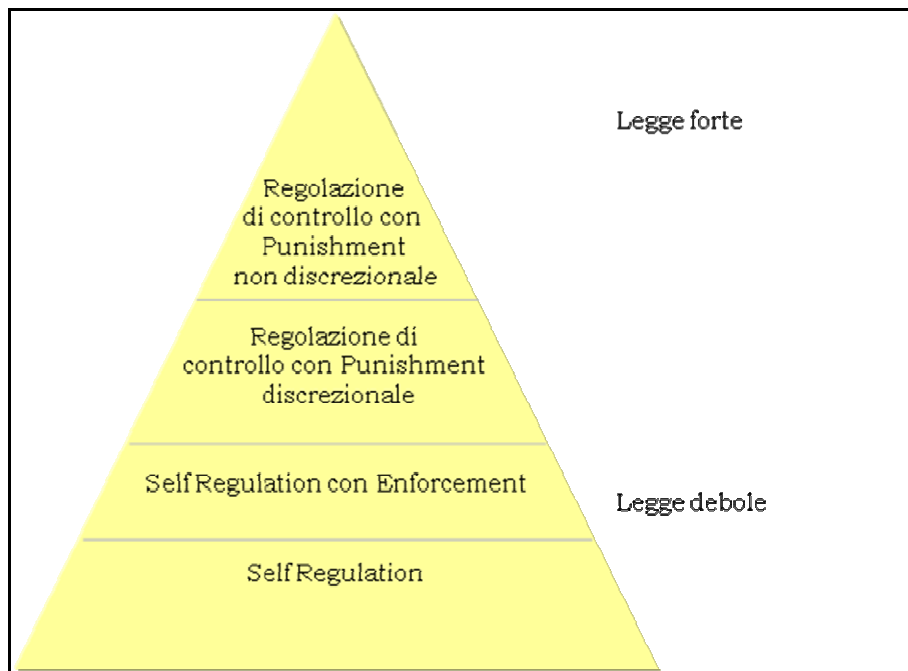 Legge forte
Regolazione
di controllo con
Punishment
non discrezionale
Regolazione di
controllo con Punishment
discrezionale
Self Regulation con Enforcement
Legge debole
Self Regulation